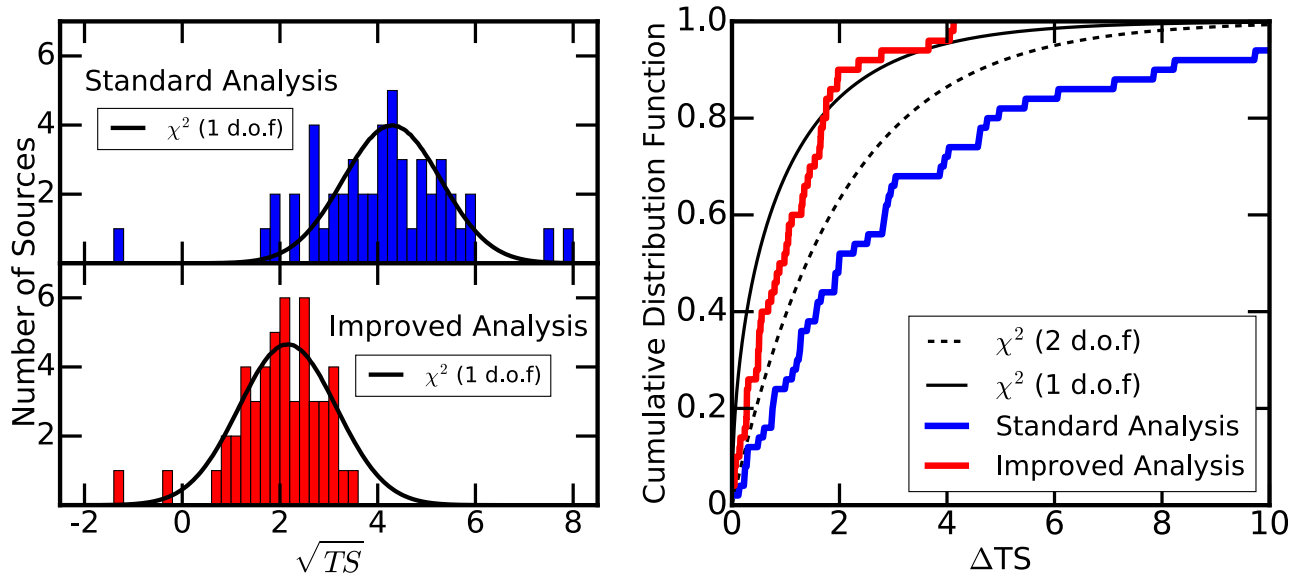 Number of Sources
6
4
2
Standard Analysis
χ² (1 d.o.f)
6
4
2
Improved Analysis
χ² (1 d.o.f)
-2 0 2 4 6 8
√TS
Cumulative Distribution Function
1.0
0.8
0.6
0.4
0.2
0
χ² (2 d.o.f)
χ² (1 d.o.f)
Standard Analysis
Improved Analysis
0 2 4 6 8 10
ΔTS